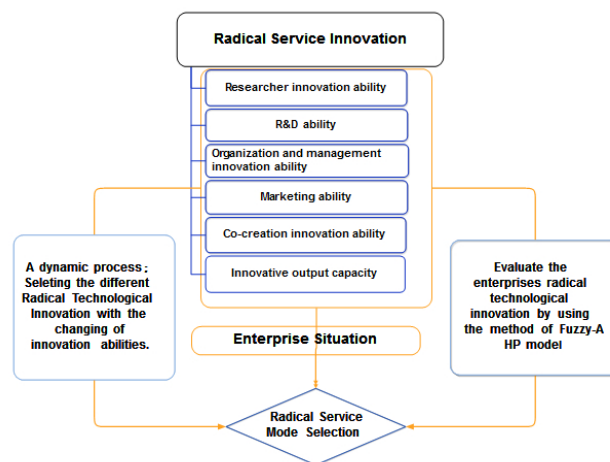 Radical Service Innovation
Researcher innovation ability
R&D ability
Organization and management
innovation ability
Marketing ability
Co-creation innovation ability
Innovative output capacity
A dynamic process;
Seleting the different
Radical Technological
Innovation with the
changing of
innovation abilities.
Evaluate the
enterprises radical
technological
innovation by using
the method of Fuzzy-A
HP model
Enterprise Situation
Radical Service
Mode Selection